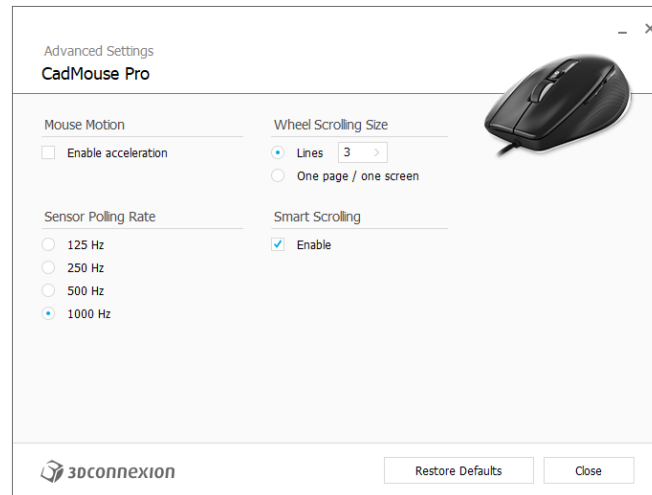 Advanced Settings
CadMouse Pro
Mouse Motion
Enable acceleration
Wheel Scrolling Size
Lines 3
One page / one screen
Sensor Polling Rate
125 Hz
250 Hz
500 Hz
1000 Hz
Smart Scrolling
Enable
3Dconnexion
Restore Defaults
Close